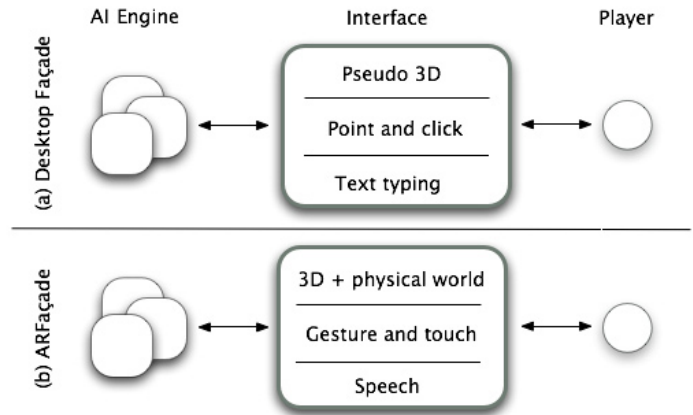 AI Engine
Interface
Player
(a) Desktop Façade
Pseudo 3D
Point and click
Text typing
(b) ARFaçade
3D + physical world
Gesture and touch
Speech